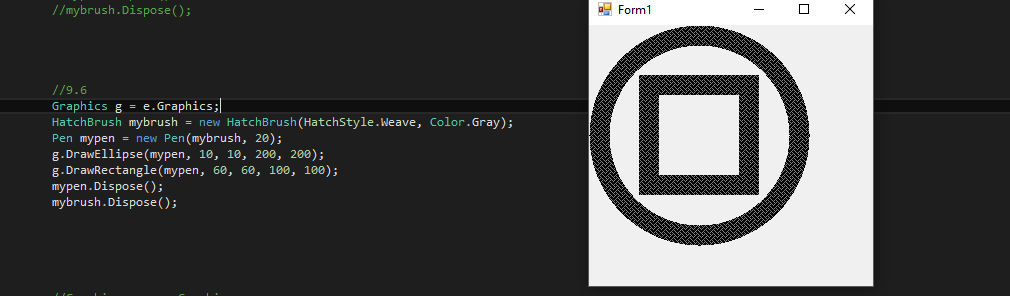 //mybrush.Dispose();
Form1
//9.6
Graphics g = e.Graphics;
HatchBrush mybrush = new HatchBrush(HatchStyle.Weave, Color.Gray);
Pen mypen = new Pen(mybrush, 20);
g.DrawEllipse(mypen, 10, 10, 200, 200);
g.DrawRectangle(mypen, 60, 60, 100, 100);
mypen.Dispose();
mybrush.Dispose();